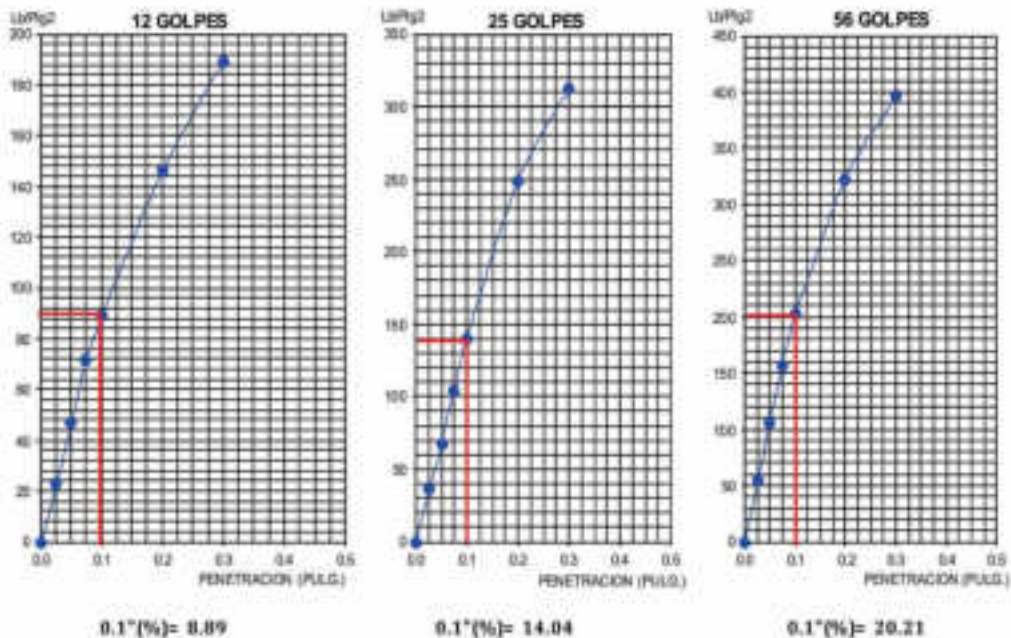 Lb/Plg2
12 GOLPES
200
180
160
140
120
100
80
60
40
20
0
0.0 0.1 0.2 0.3 0.4 0.5
PENETRACION (PULG.)
0.1"(%)= 8.89
Lb/Plg2
25 GOLPES
350
300
250
200
150
100
50
0
0.0 0.1 0.2 0.3 0.4 0.5
PENETRACION (PULG.)
0.1"(%)= 14.04
Lb/Plg2
56 GOLPES
450
400
350
300
250
200
150
100
50
0
0.0 0.1 0.2 0.3 0.4 0.5
PENETRACION (PULG.)
0.1"(%)= 20.21